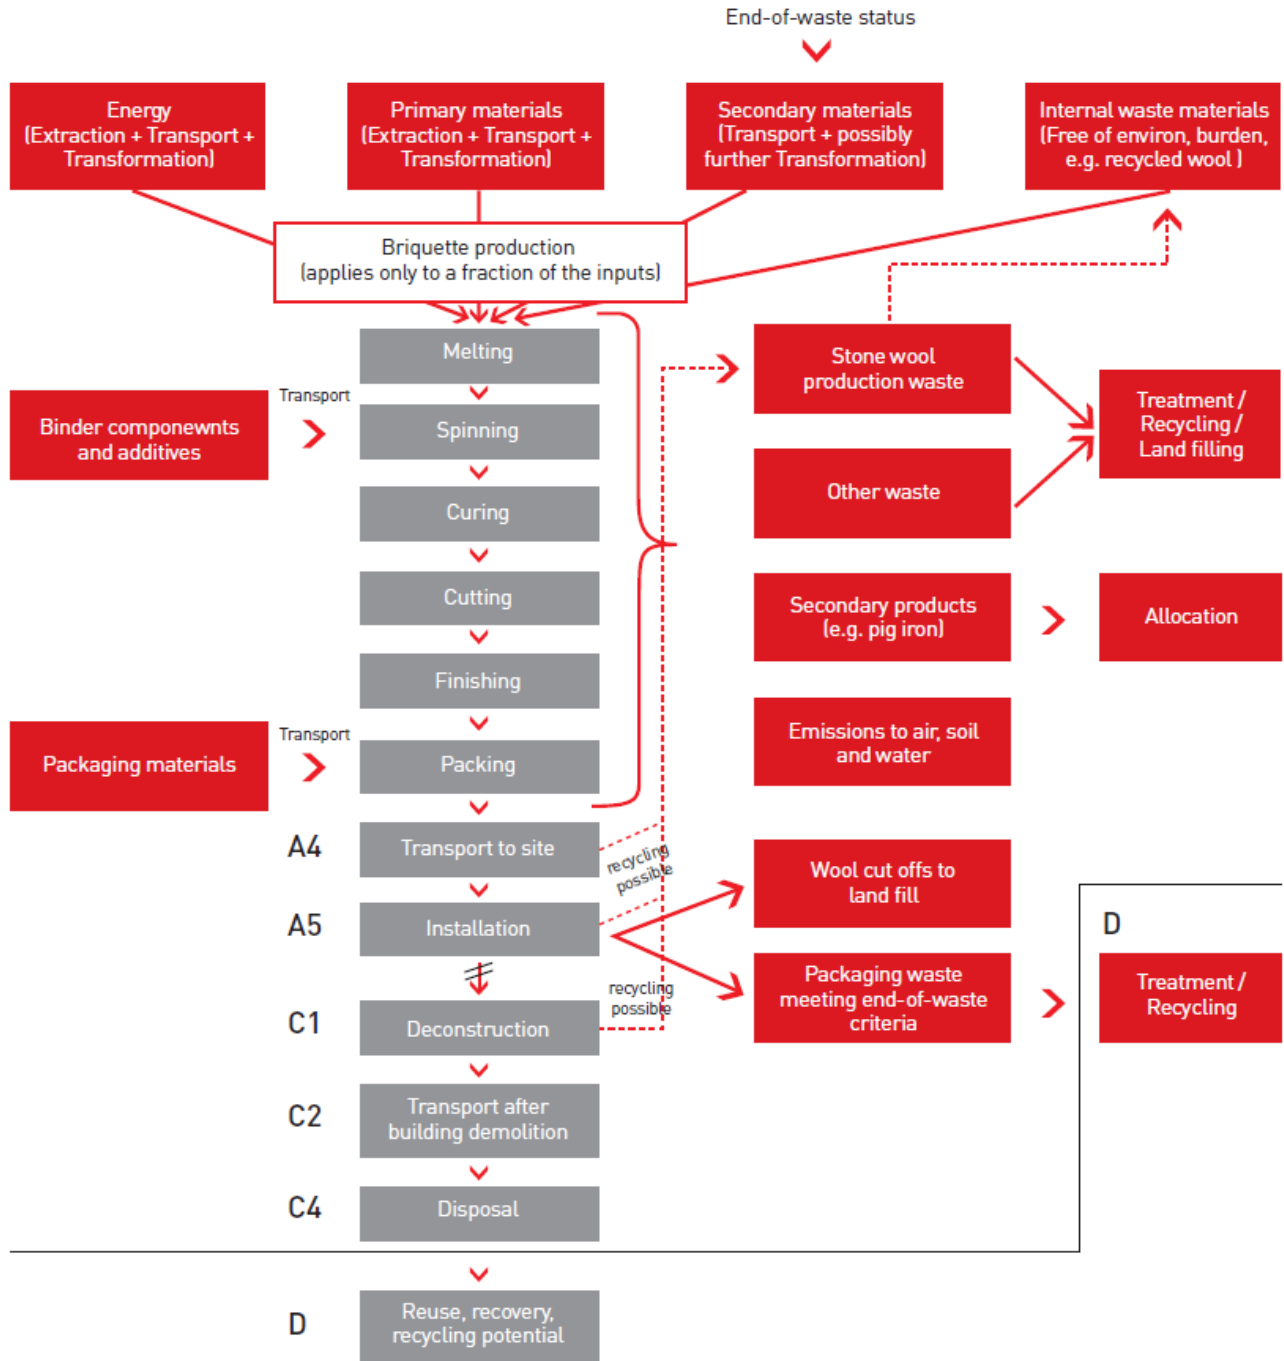 End-of-waste status
Energy
(Extraction + Transport +
Transformation)
Primary materials
(Extraction + Transport +
Transformation)
Secondary materials
(Transport + possibly
further Transformation)
Internal waste materials
(Free of environ, burden,
e.g. recycled wool )
Briquette production
(applies only to a fraction of the inputs)
Melting
Stone wool
production waste
Treatment /
Recycling /
Land filling
Binder componewnts
and additives
Transport
Spinning
Other waste
Curing
Cutting
Secondary products
(e.g. pig iron)
Allocation
Finishing
Emissions to air, soil
and water
Packaging materials
Transport
Packing
A4
Transport to site
recycling
possible
Wool cut offs to
land fill
A5
Installation
D
Packaging waste
meeting end-of-waste
criteria
Treatment /
Recycling
recycling
possible
C1
Deconstruction
C2
Transport after
building demolition
C4
Disposal
D
Reuse, recovery,
recycling potential